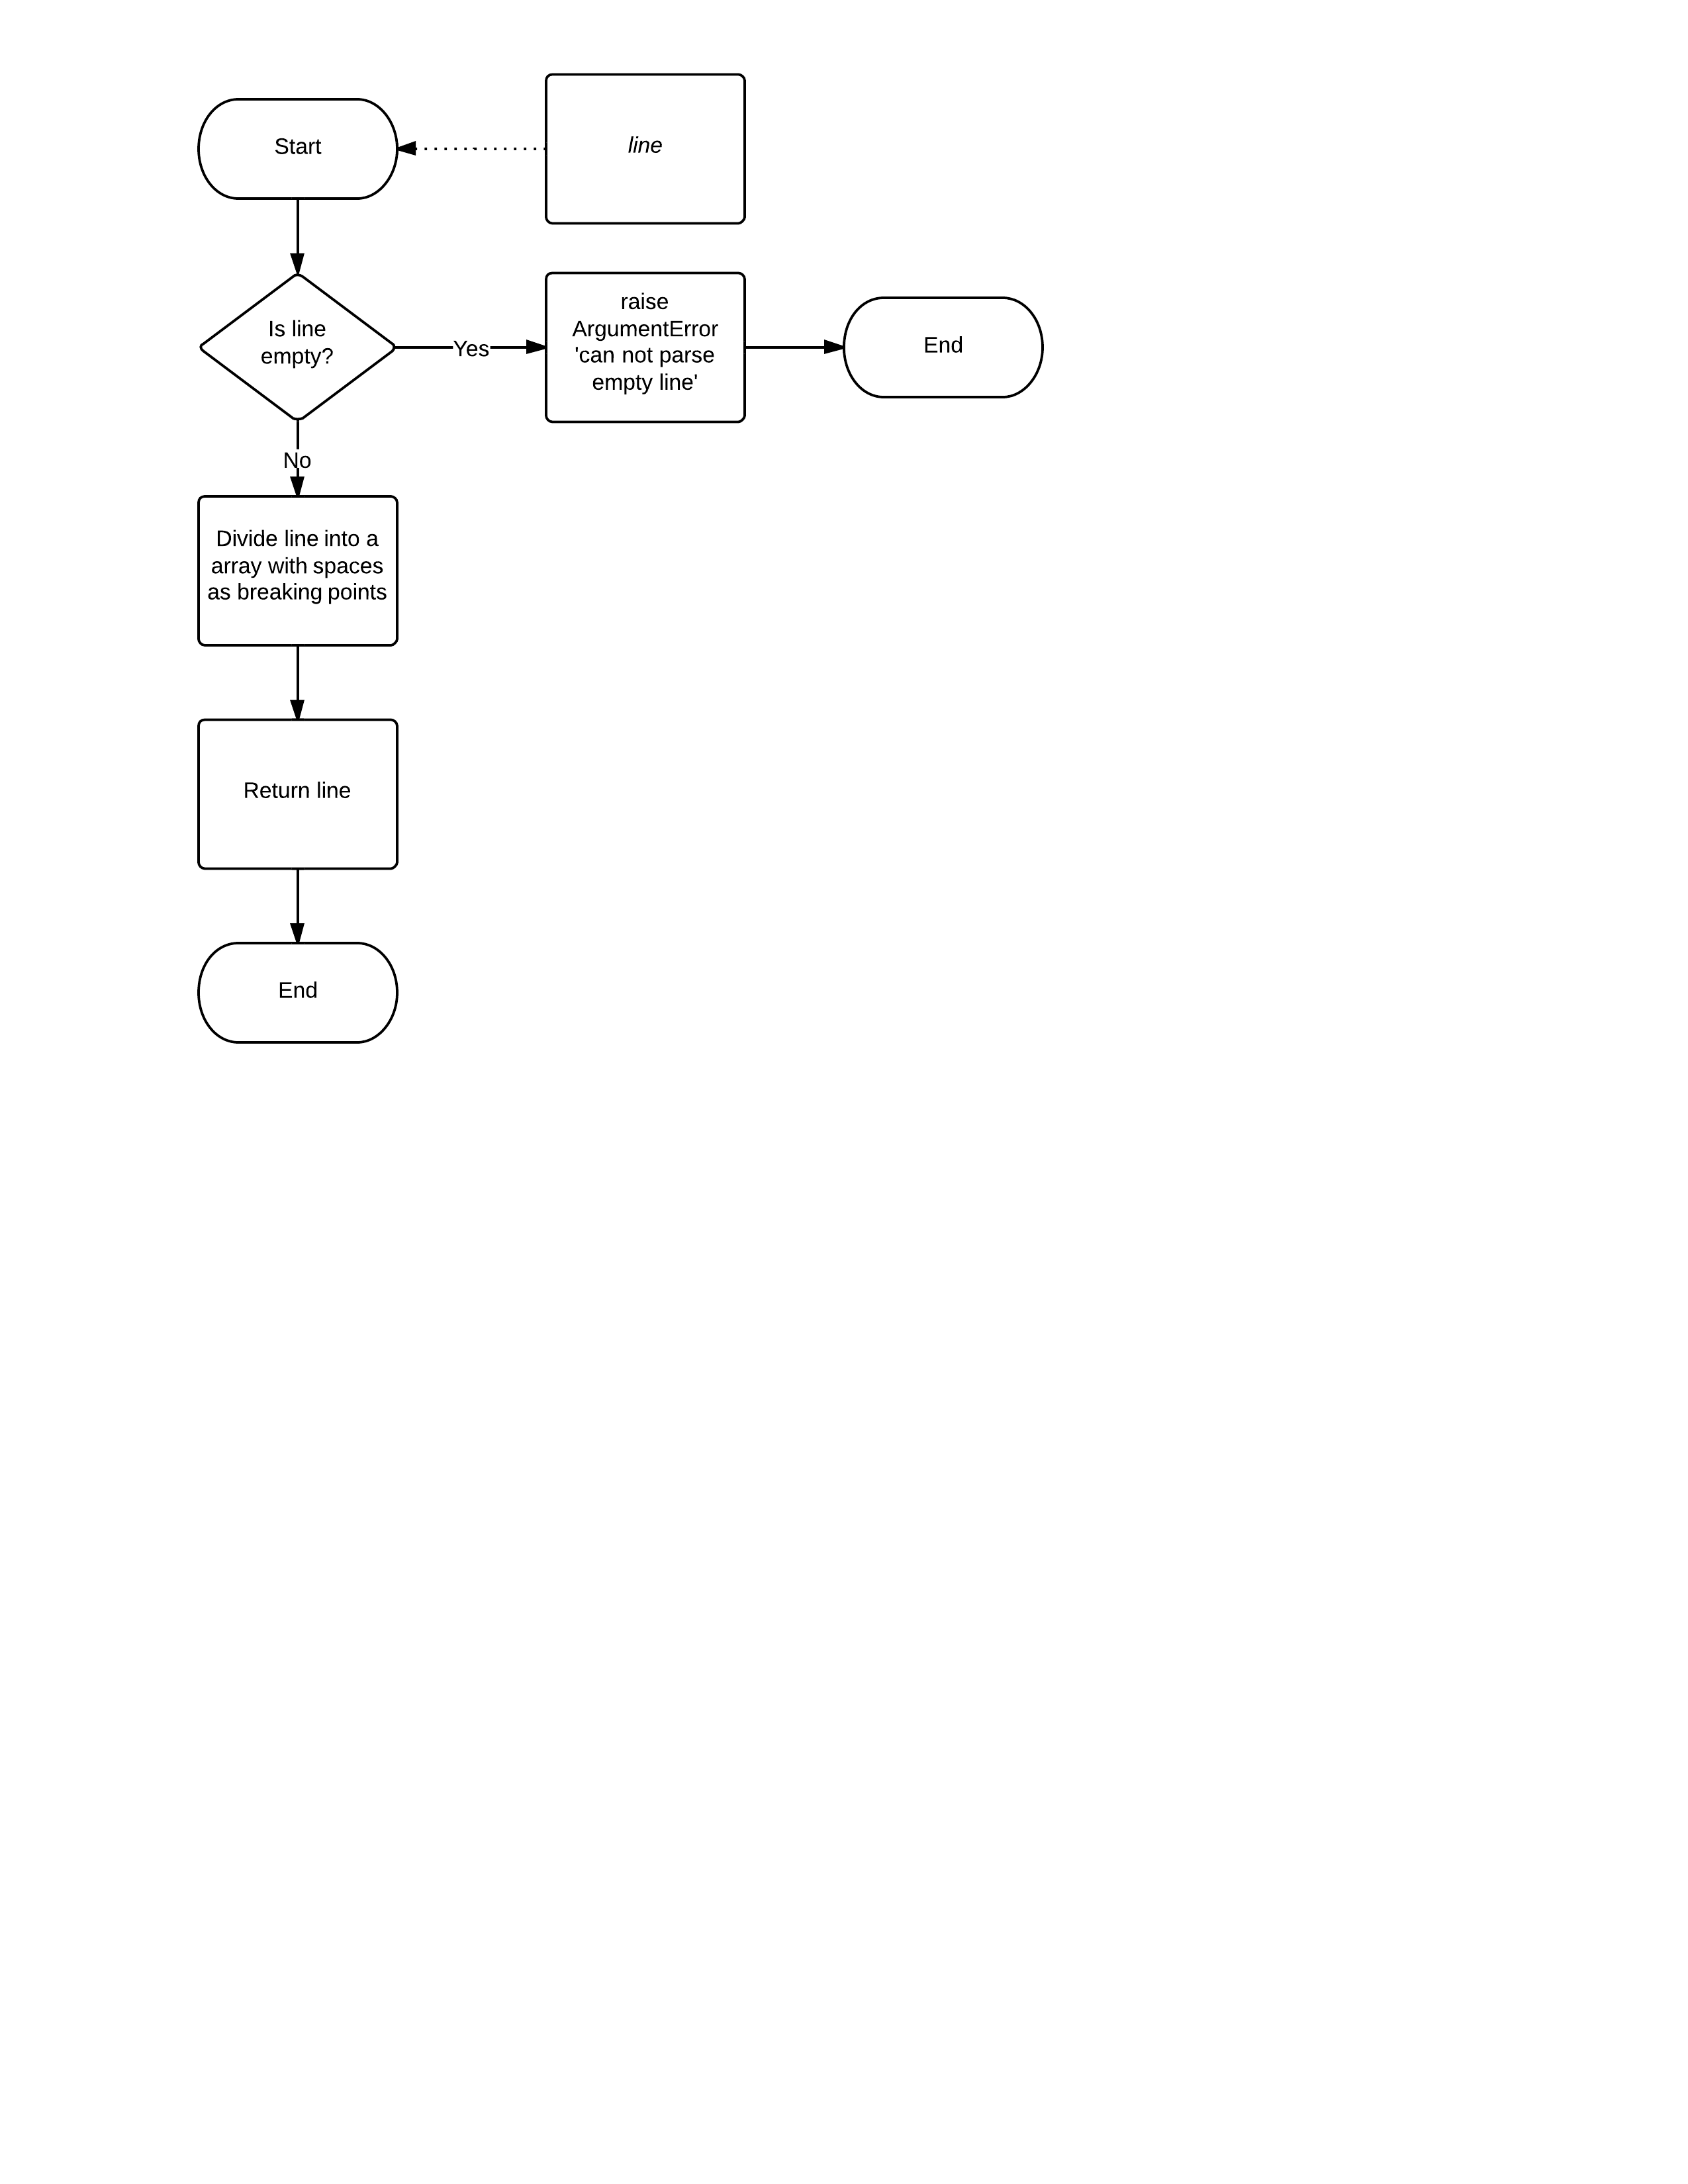 Start
line
Is line
empty?
Yes
raise
ArgumentError
'can not parse
empty line'
End
No
Divide line into a
array with spaces
as breaking points
Return line
End